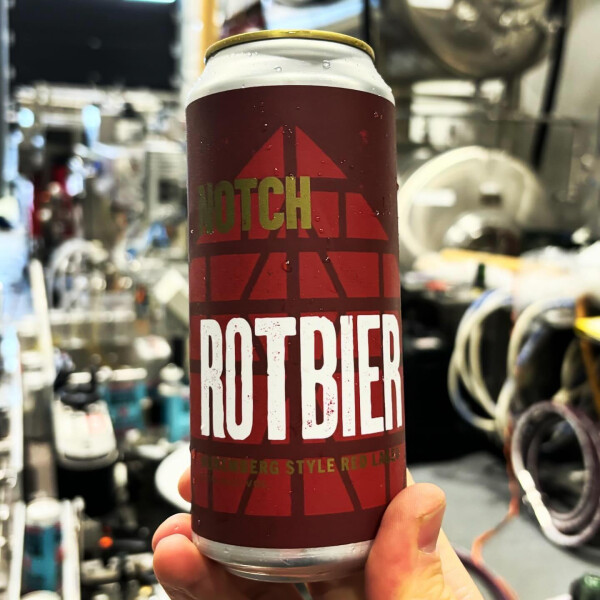 NOTCH
ROTBIER
NUREMBERG STYLE RED LAGER